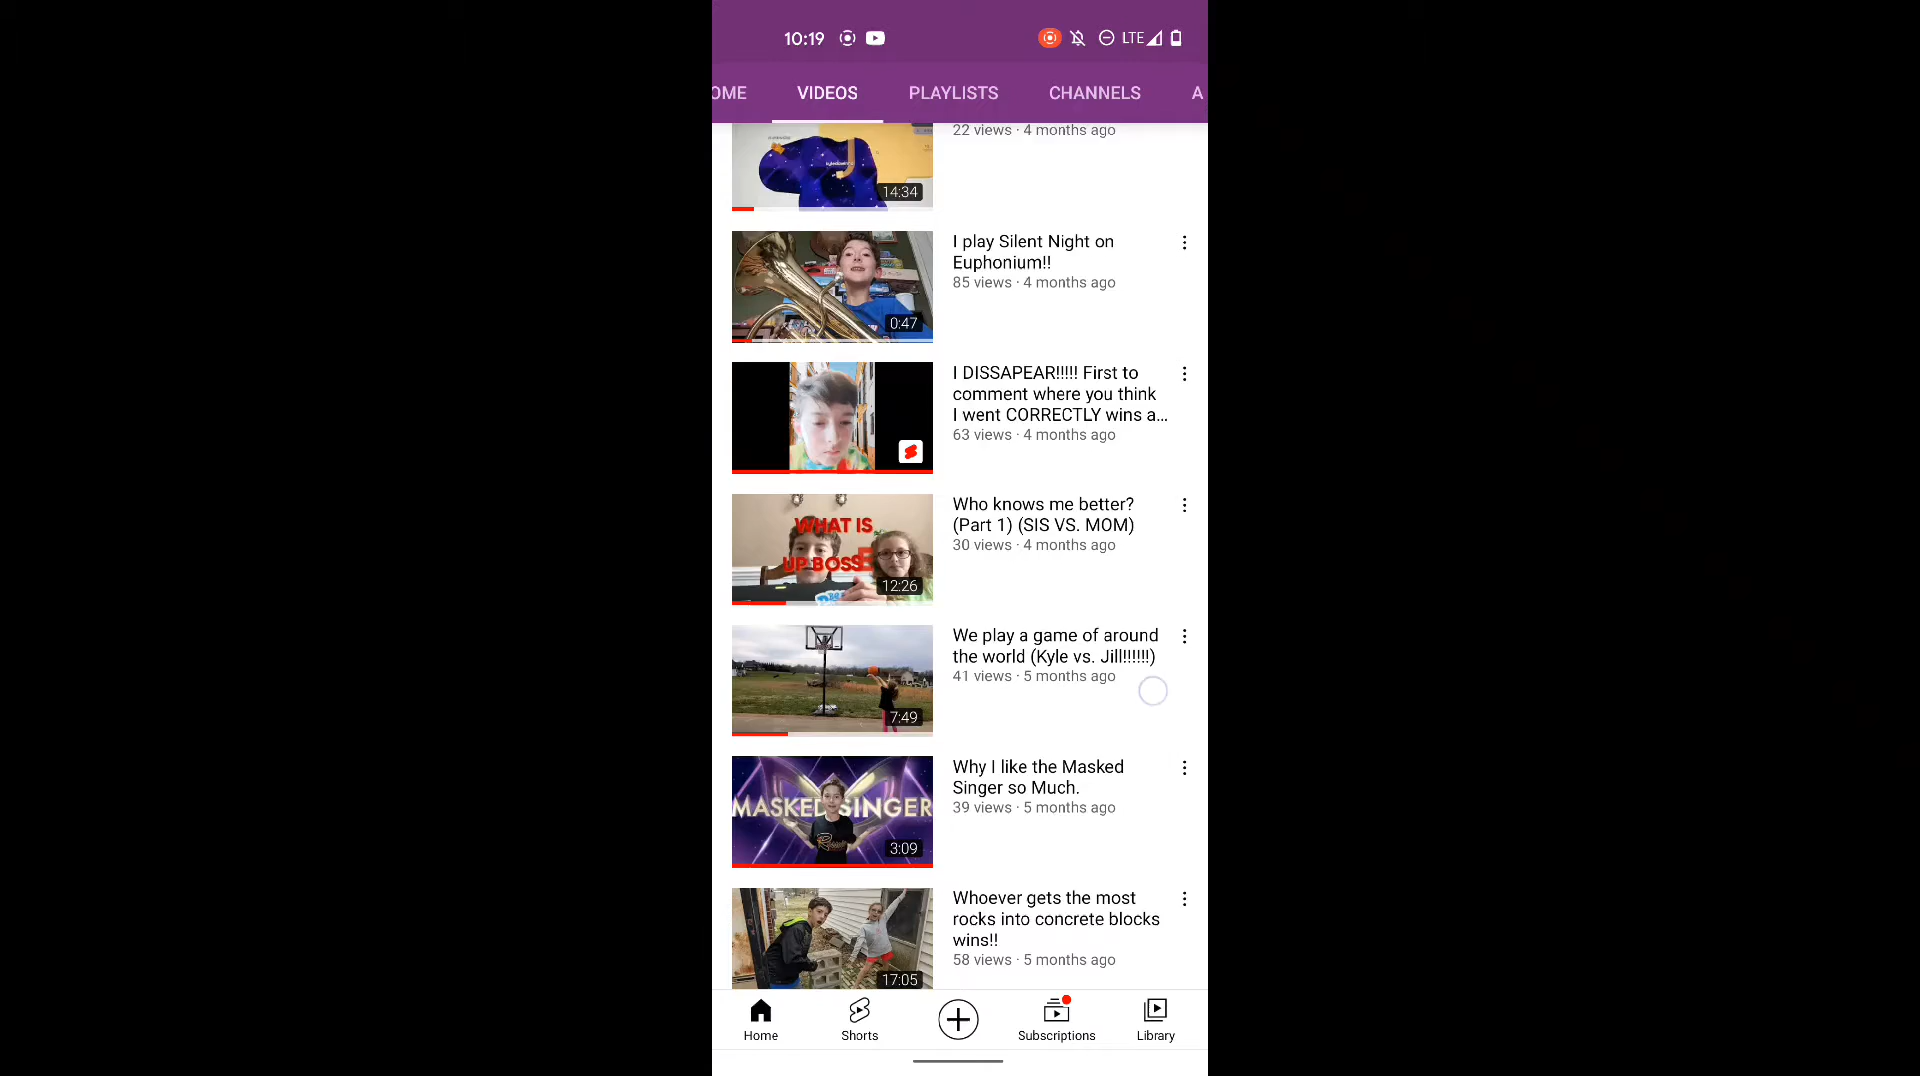 10:19
LTE
OME VIDEOS PLAYLISTS CHANNELS A
22 views · 4 months ago
14:34
I play Silent Night on
Euphonium!!
85 views · 4 months ago
0:47
I DISSAPEAR!!!!! First to
comment where you think
I went CORRECTLY wins a...
63 views · 4 months ago
Who knows me better?
(Part 1) (SIS VS. MOM)
30 views · 4 months ago
WHAT IS
UP BOSSE
12:26
We play a game of around
the world (Kyle vs. Jill!!!!!!)
41 views · 5 months ago
7:49
Why I like the Masked
Singer so Much.
39 views · 5 months ago
MASKED SINGER
3:09
Whoever gets the most
rocks into concrete blocks
wins!!
58 views · 5 months ago
17:05
Home Shorts Subscriptions Library